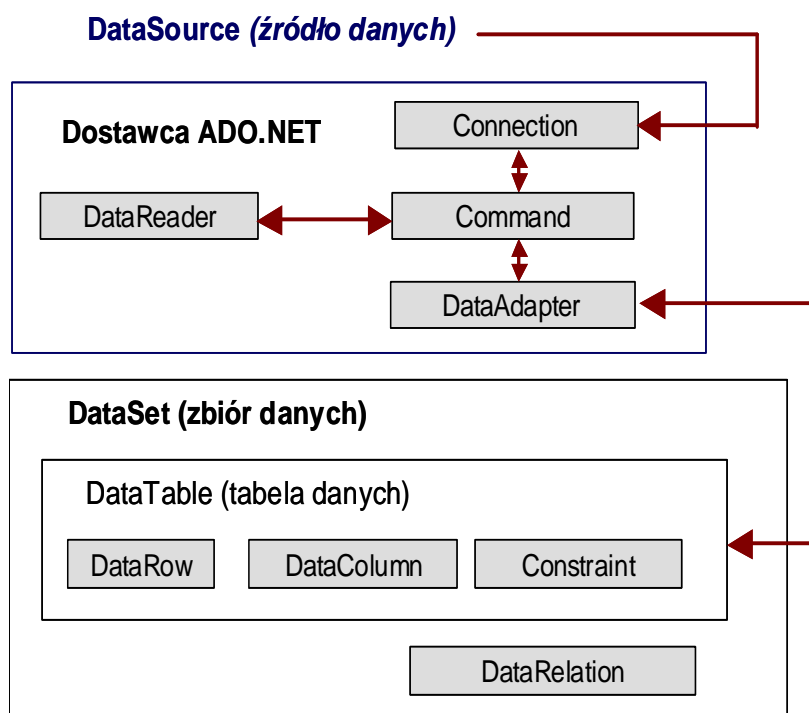 DataSource (źródło danych)
Dostawca ADO.NET
Connection
DataReader
Command
DataAdapter
DataSet (zbiór danych)
DataTable (tabela danych)
DataRow
DataColumn
Constraint
DataRelation